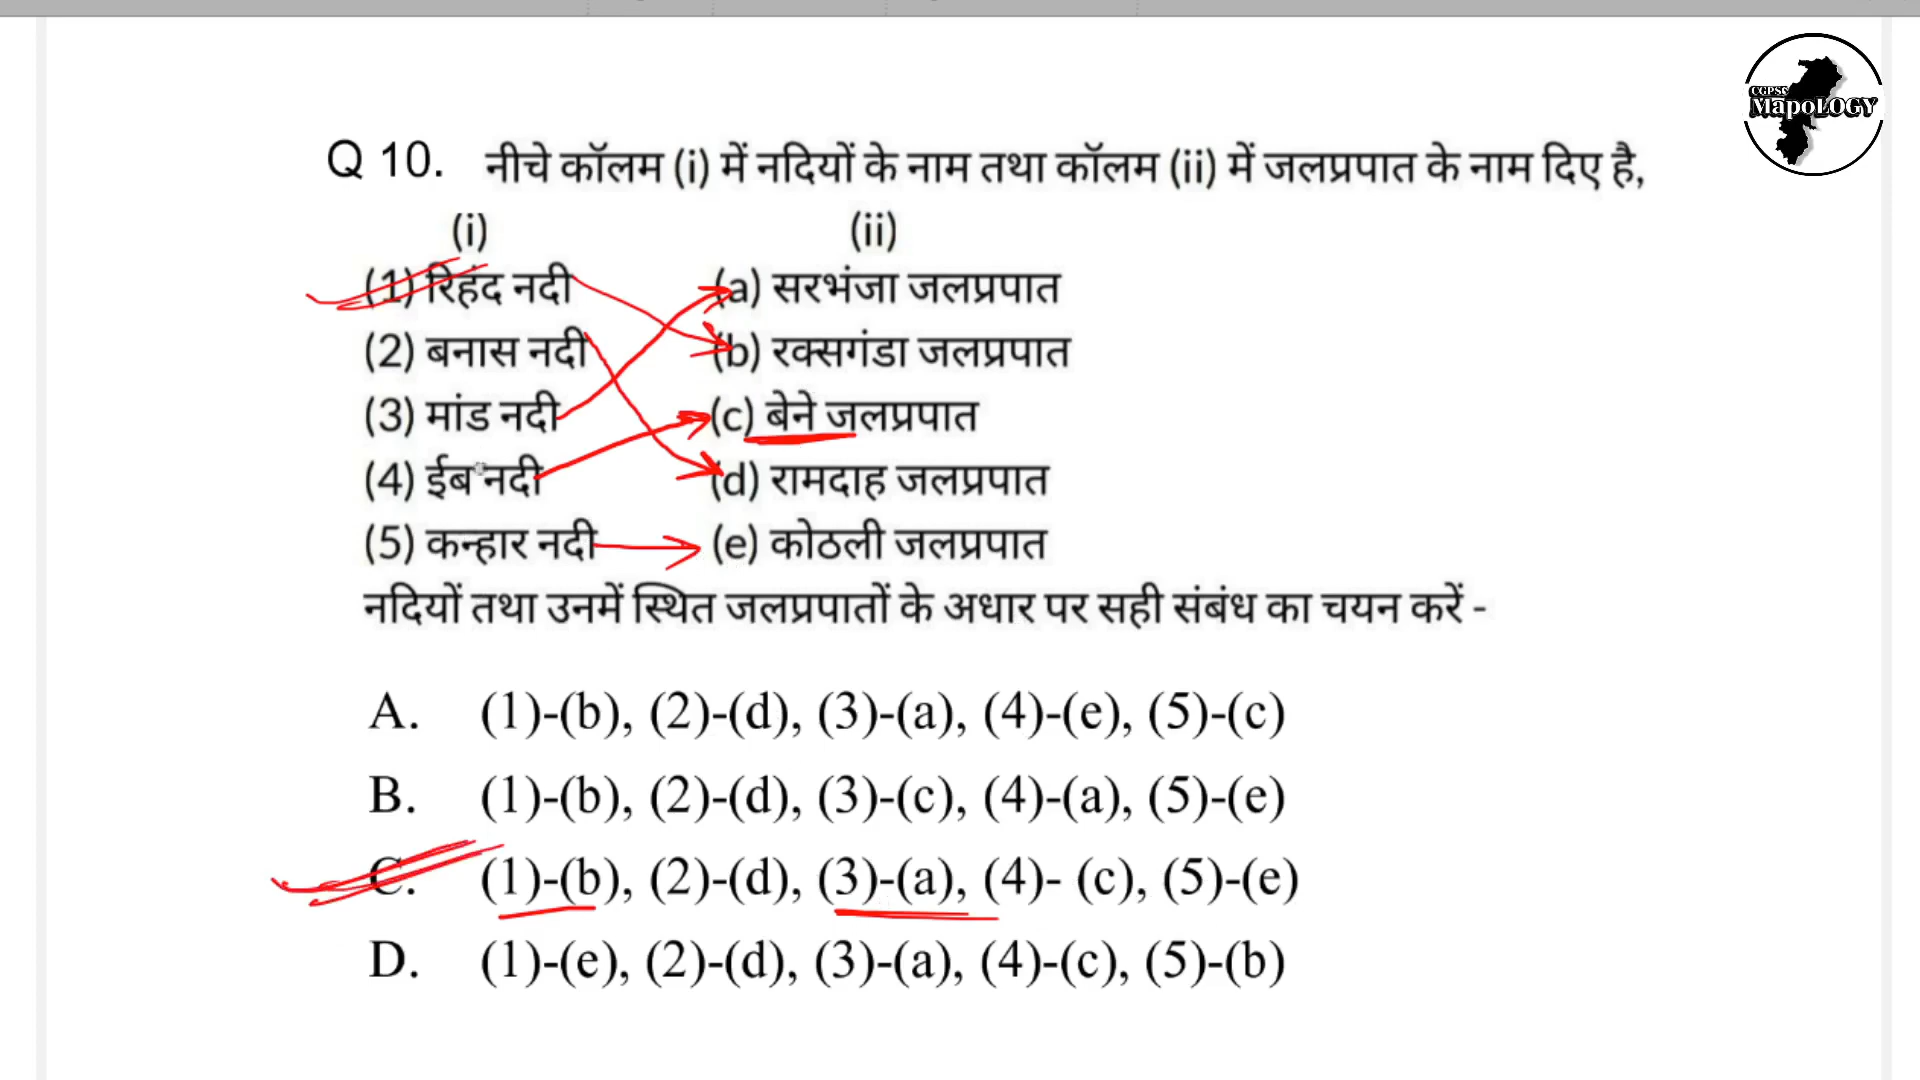 CGPSC
MapoLOGY
Q 10. नीचे कॉलम (i) में नदियों के नाम तथा कॉलम (ii) में जलप्रपात के नाम दिए है,
(i) (ii)
(1) रिहंद नदी (a) सरभंजा जलप्रपात
(2) बनास नदी (b) रक्सगंडा जलप्रपात
(3) मांड नदी (c) बेने जलप्रपात
(4) ईब नदी (d) रामदाह जलप्रपात
(5) कन्हार नदी (e) कोठली जलप्रपात
नदियों तथा उनमें स्थित जलप्रपातों के अधार पर सही संबंध का चयन करें -
A. (1)-(b), (2)-(d), (3)-(a), (4)-(e), (5)-(c)
B. (1)-(b), (2)-(d), (3)-(c), (4)-(a), (5)-(e)
C. (1)-(b), (2)-(d), (3)-(a), (4)- (c), (5)-(e)
D. (1)-(e), (2)-(d), (3)-(a), (4)-(c), (5)-(b)